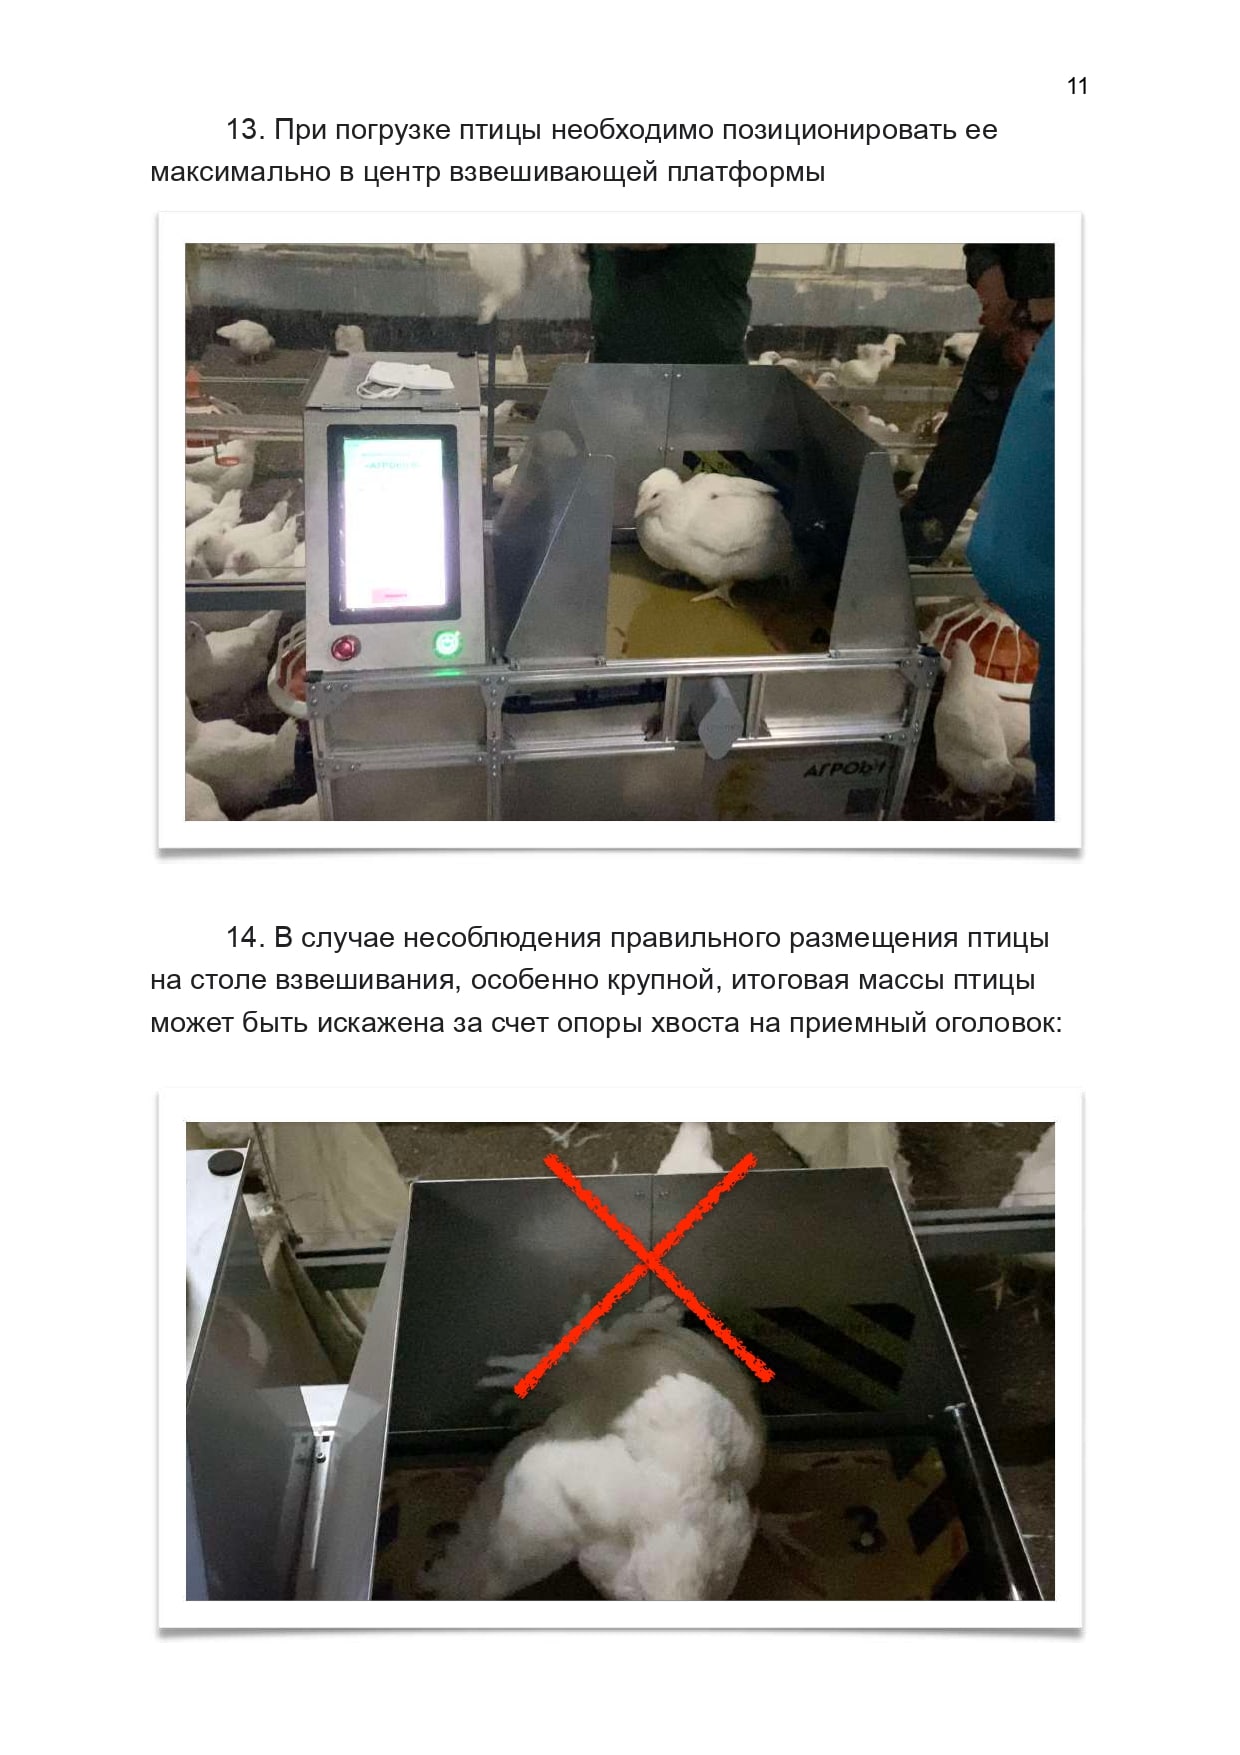 11
13. При погрузке птицы необходимо позиционировать ее
максимально в центр взвешивающей платформы
14. В случае несоблюдения правильного размещения птицы
на столе взвешивания, особенно крупной, итоговая массы птицы
может быть искажена за счет опоры хвоста на приемный оголовок: